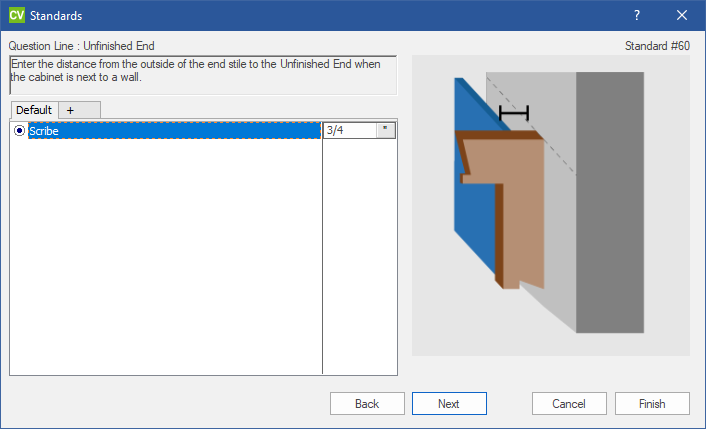 CV Standards ?
Question Line : Unfinished End
Standard #60
Enter the distance from the outside of the end stile to the Unfinished End when
the cabinet is next to a wall.
Default +
Scribe 3/4 "
Back Next Cancel Finish